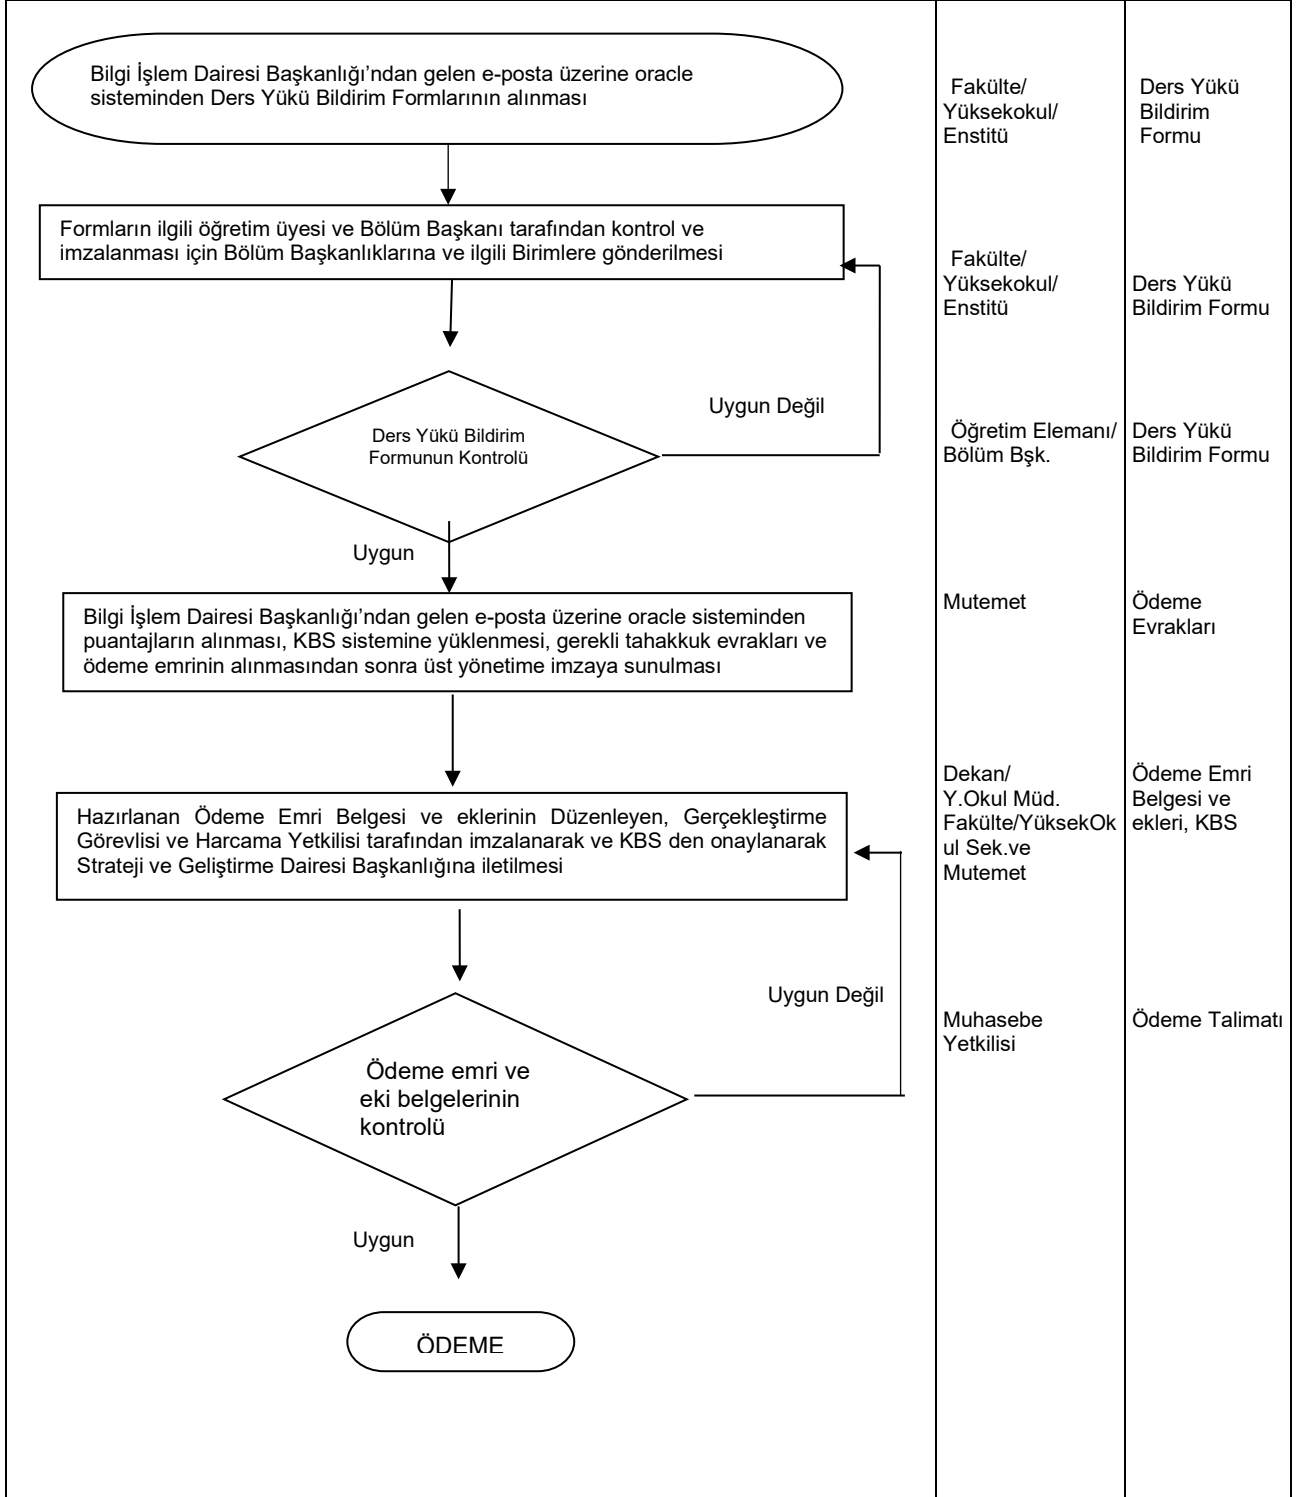 Bilgi İşlem Dairesi Başkanlığı’ndan gelen e-posta üzerine oracle
sisteminden Ders Yükü Bildirim Formlarının alınması
Fakülte/
Yüksekokul/
Enstitü
Ders Yükü
Bildirim
Formu
Formların ilgili öğretim üyesi ve Bölüm Başkanı tarafından kontrol ve
imzalanması için Bölüm Başkanlıklarına ve ilgili Birimlere gönderilmesi
Fakülte/
Yüksekokul/
Enstitü
Ders Yükü
Bildirim Formu
Uygun Değil
Ders Yükü Bildirim
Formunun Kontrolü
Öğretim Elemanı/
Bölüm Bşk.
Ders Yükü
Bildirim Formu
Uygun
Bilgi İşlem Dairesi Başkanlığı’ndan gelen e-posta üzerine oracle sisteminden
puantajların alınması, KBS sistemine yüklenmesi, gerekli tahakkuk evrakları ve
ödeme emrinin alınmasından sonra üst yönetime imzaya sunulması
Mutemet
Ödeme
Evrakları
Hazırlanan Ödeme Emri Belgesi ve eklerinin Düzenleyen, Gerçekleştirme
Görevlisi ve Harcama Yetkilisi tarafından imzalanarak ve KBS den onaylanarak
Strateji ve Geliştirme Dairesi Başkanlığına iletilmesi
Dekan/
Y.Okul Müd.
Fakülte/YüksekOk
ul Sek.ve
Mutemet
Ödeme Emri
Belgesi ve
ekleri, KBS
Uygun Değil
Ödeme emri ve
eki belgelerinin
kontrolü
Muhasebe
Yetkilisi
Ödeme Talimatı
Uygun
ÖDEME